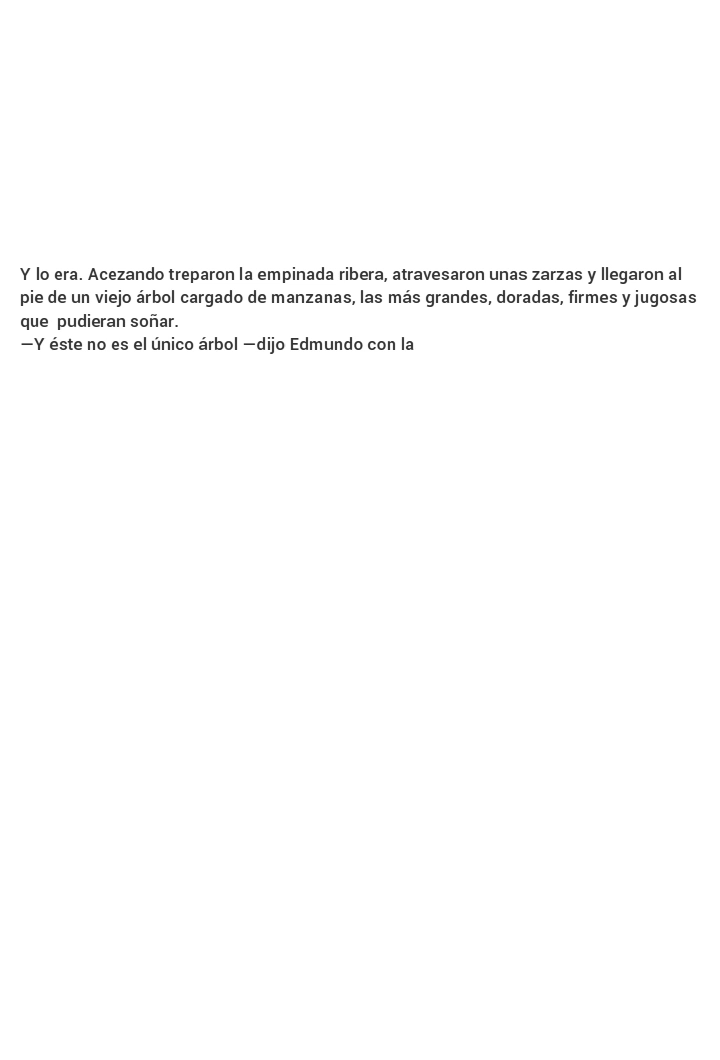 Y lo era. Acezando treparon la empinada ribera, atravesaron unas zarzas y llegaron al
pie de un viejo árbol cargado de manzanas, las más grandes, doradas, firmes y jugosas
que  pudieran soñar.
—Y éste no es el único árbol —dijo Edmundo con la